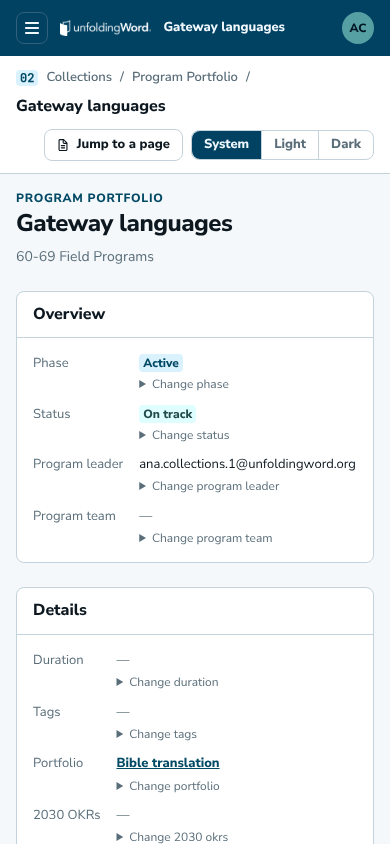 unfoldingWord. Gateway languages AC
02 Collections / Program Portfolio /
Gateway languages
Jump to a page System Light Dark
PROGRAM PORTFOLIO
Gateway languages
60-69 Field Programs
Overview
Phase Active
▶ Change phase
Status On track
▶ Change status
Program leader ana.collections.1@unfoldingword.org
▶ Change program leader
Program team —
▶ Change program team
Details
Duration —
▶ Change duration
Tags —
▶ Change tags
Portfolio Bible translation
▶ Change portfolio
2030 OKRs —
▶ Change 2030 okrs